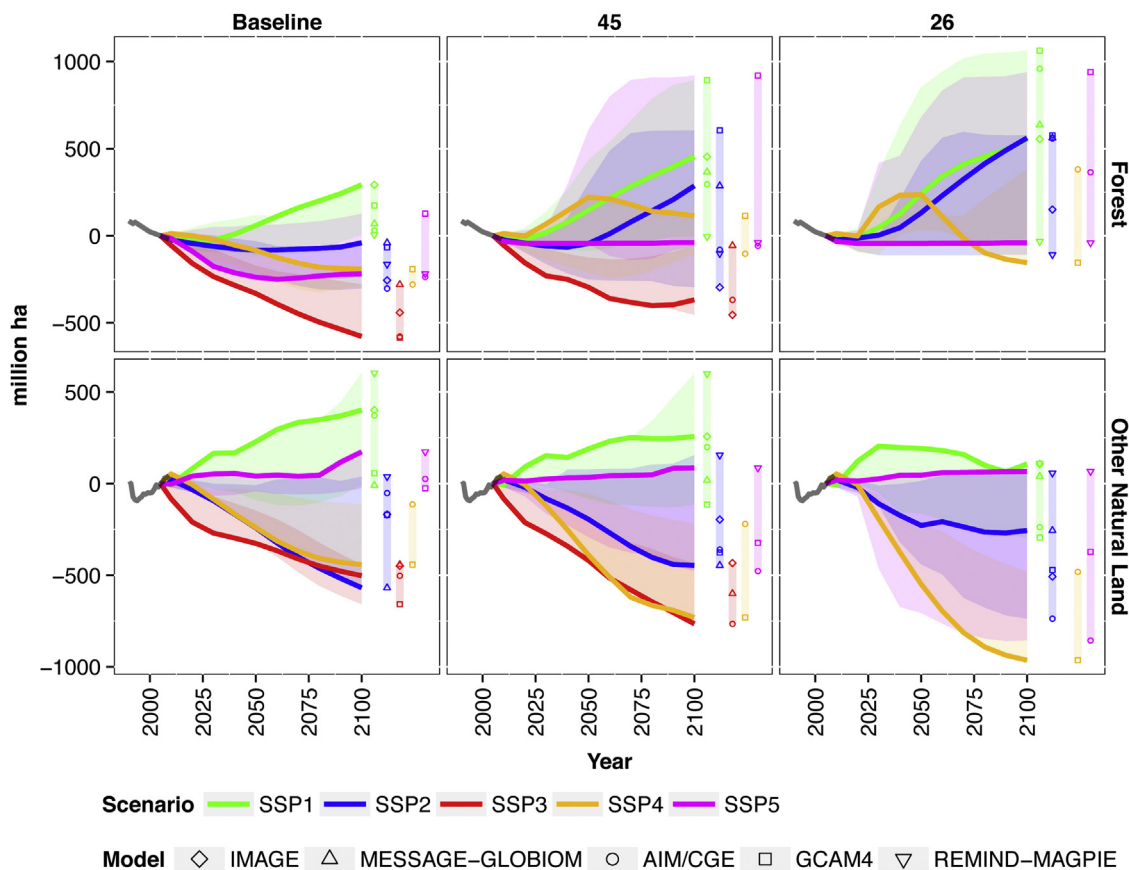 Baseline 45 26
1000
500
0
−500
Forest
million ha
500
0
−500
−1000
Other Natural Land
2000 2025 2050 2075 2100 2000 2025 2050 2075 2100 2000 2025 2050 2075 2100
Year
Scenario SSP1 SSP2 SSP3 SSP4 SSP5
Model IMAGE MESSAGE−GLOBIOM AIM/CGE GCAM4 REMIND−MAGPIE